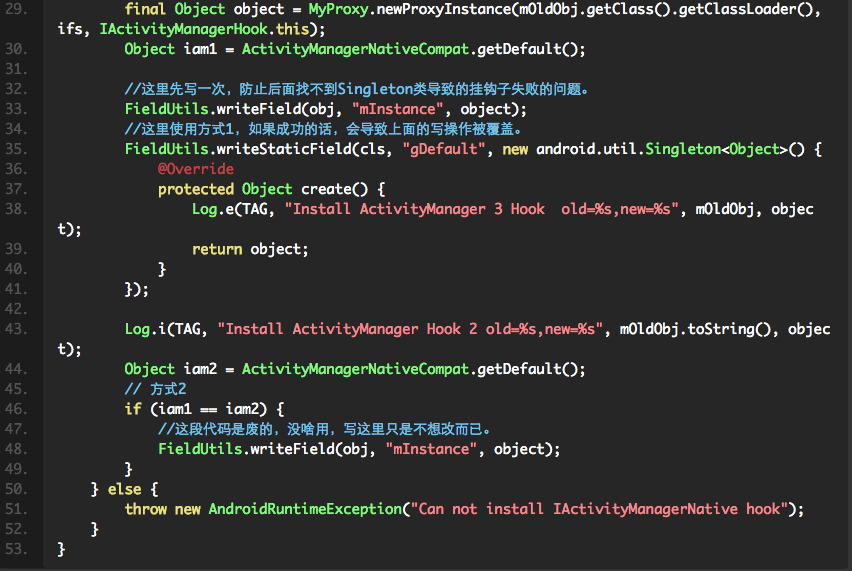 29. final Object object = MyProxy.newProxyInstance(mOldObj.getClass().getClassLoader(),
ifs, IActivityManagerHook.this);
30. Object iam1 = ActivityManagerNativeCompat.getDefault();
31.
32. //这里先写一次，防止后面找不到Singleton类导致的挂钩子失败的问题。
33. FieldUtils.writeField(obj, "mInstance", object);
34. //这里使用方式1，如果成功的话，会导致上面的写操作被覆盖。
35. FieldUtils.writeStaticField(cls, "gDefault", new android.util.Singleton<Object>() {
36. @Override
37. protected Object create() {
38. Log.e(TAG, "Install ActivityManager 3 Hook  old=%s,new=%s", mOldObj, objec
t);
39. return object;
40. }
41. });
42.
43. Log.i(TAG, "Install ActivityManager Hook 2 old=%s,new=%s", mOldObj.toString(), objec
t);
44. Object iam2 = ActivityManagerNativeCompat.getDefault();
45. // 方式2
46. if (iam1 == iam2) {
47. //这段代码是废的，没啥用，写这里只是不想改而已。
48. FieldUtils.writeField(obj, "mInstance", object);
49. }
50. } else {
51. throw new AndroidRuntimeException("Can not install IActivityManagerNative hook");
52. }
53. }